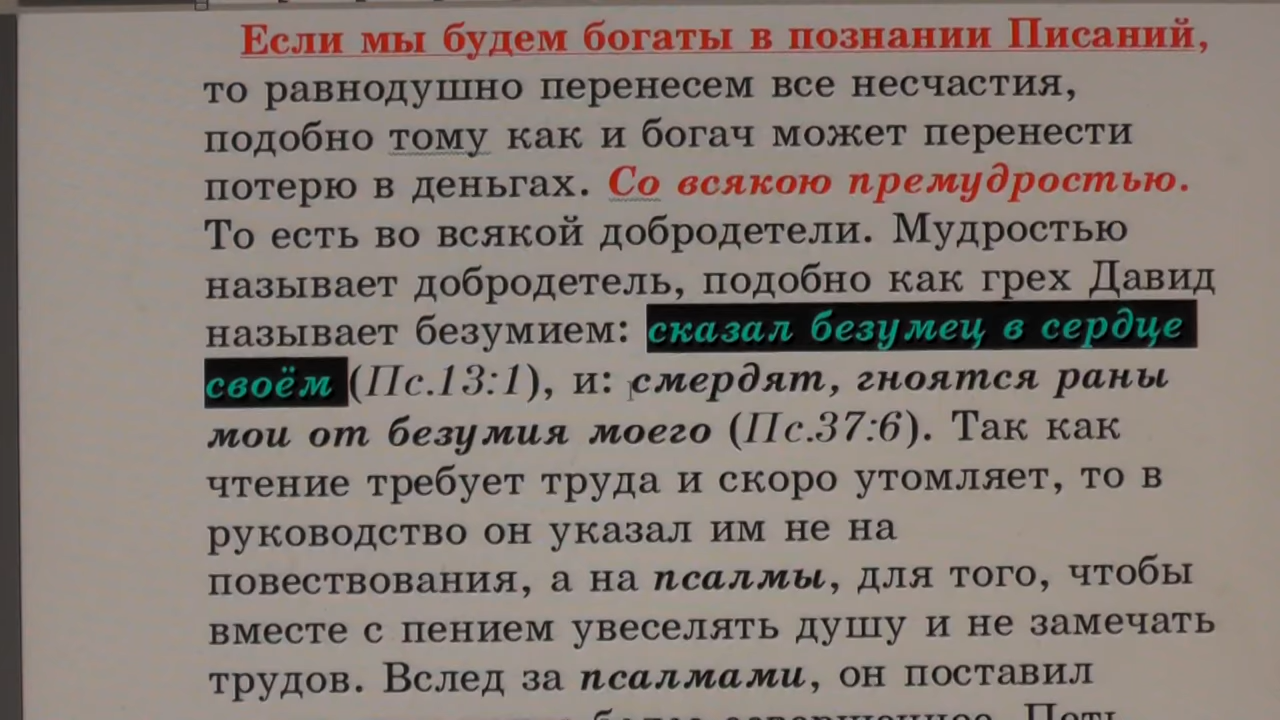 Если мы будем богаты в познании Писаний,
то равнодушно перенесем все несчастия,
подобно тому как и богач может перенести
потерю в деньгах. Со всякою премудростью.
То есть во всякой добродетели. Мудростью
называет добродетель, подобно как грех Давид
называет безумием: сказал безумец в сердце
своём (Пс.13:1), и: смердят, гноятся раны
мои от безумия моего (Пс.37:6). Так как
чтение требует труда и скоро утомляет, то в
руководство он указал им не на
повествования, а на псалмы, для того, чтобы
вместе с пением увеселять душу и не замечать
трудов. Вслед за псалмами, он поставил
более совершенное. Петь